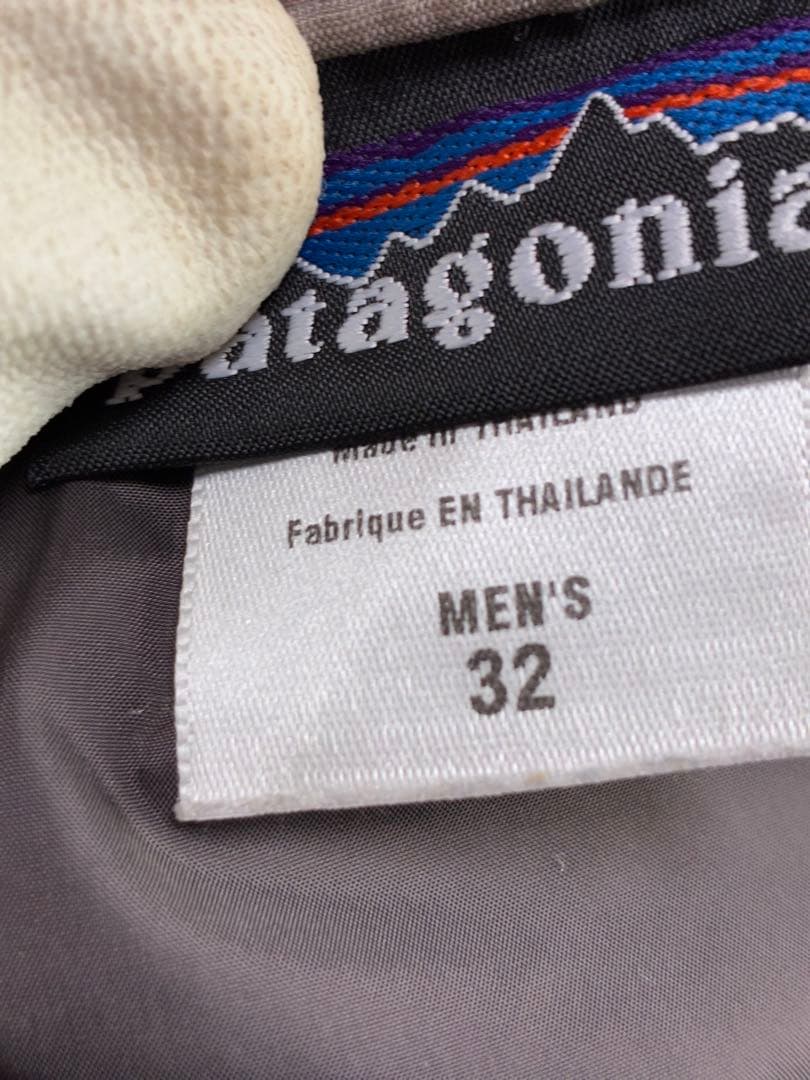 patagonia
Made in THAILAND
Fabrique EN THAILANDE
MEN'S
32